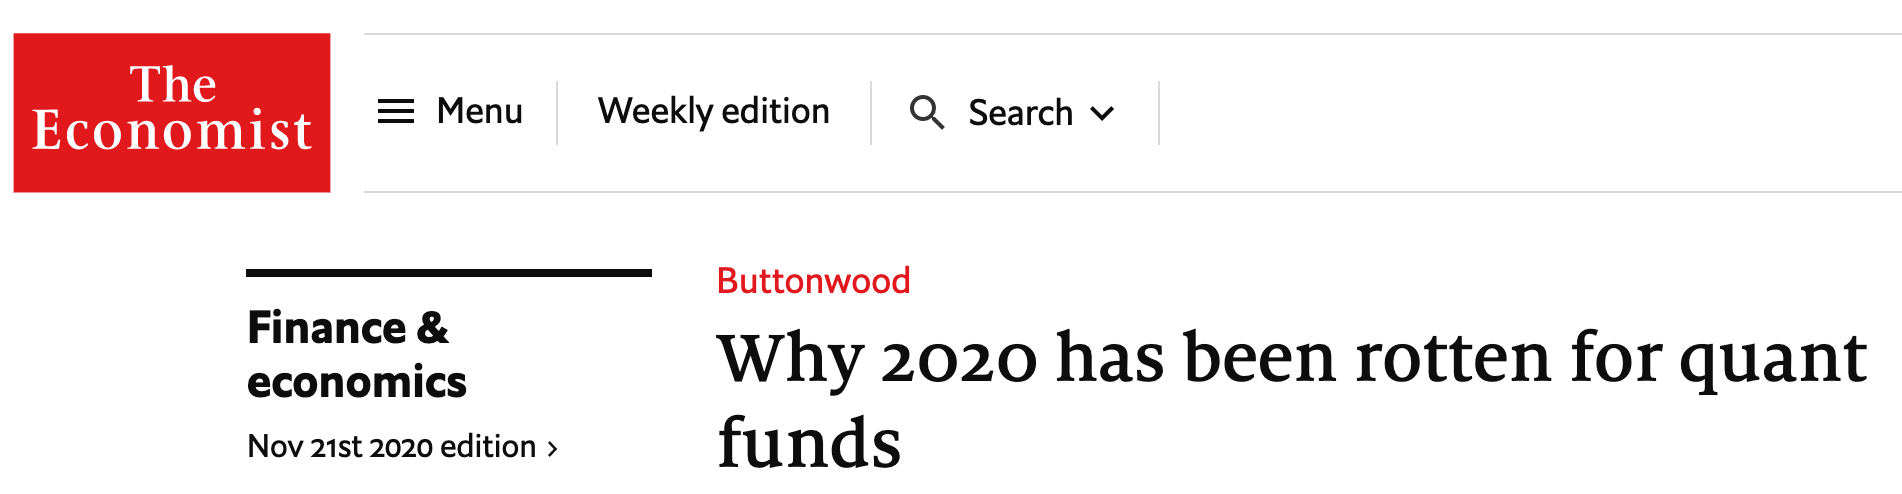 The
Economist
Menu
Weekly edition
Search
Finance &
economics
Nov 21st 2020 edition ›
Buttonwood
Why 2020 has been rotten for quant
funds